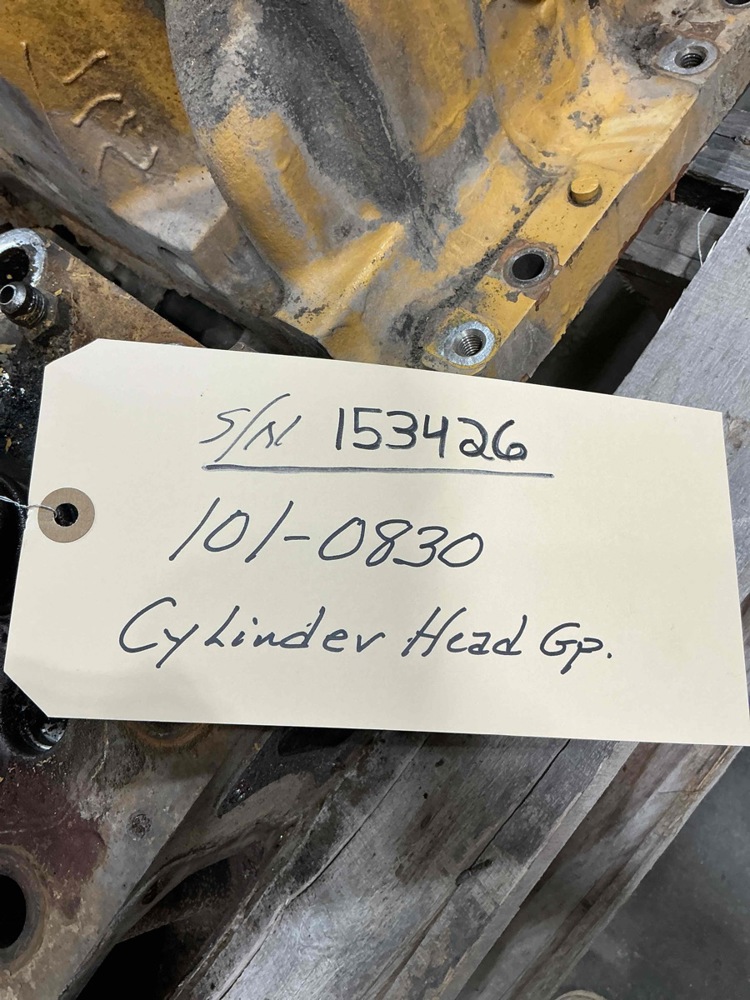 S/N 153426
101-0830
Cylinder Head Gp.